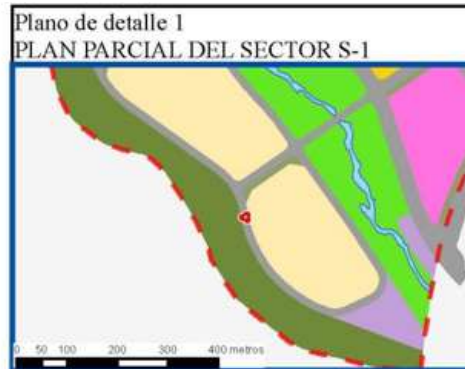 Plano de detalle 1
PLAN PARCIAL DEL SECTOR S-1
0 50 100 200 300 400 metros